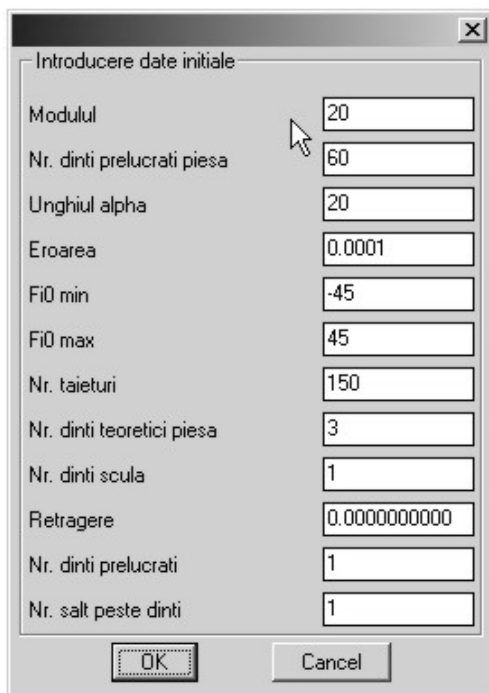 Introducere date initiale
Modulul 20
Nr. dinti prelucrati piesa 60
Unghiul alpha 20
Eroarea 0.0001
Fi0 min -45
Fi0 max 45
Nr. taieturi 150
Nr. dinti teoretici piesa 3
Nr. dinti scula 1
Retragere 0.0000000000
Nr. dinti prelucrati 1
Nr. salt peste dinti 1
OK Cancel